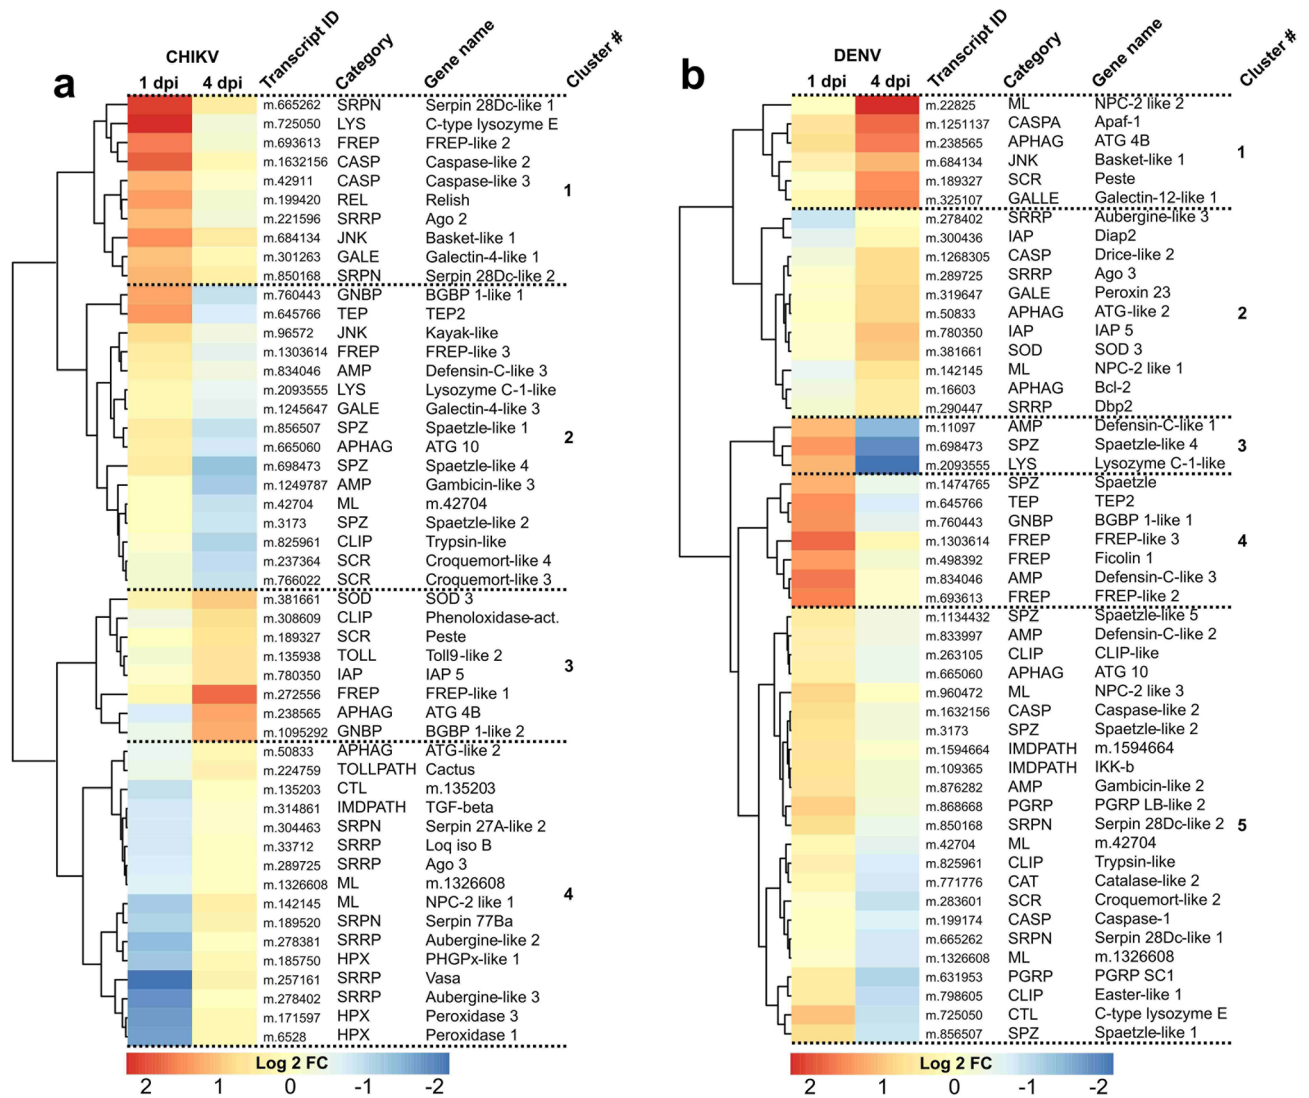 a
CHIKV
1 dpi 4 dpi Transcript ID Category Gene name Cluster #
m.665262 SRPN Serpin 28Dc-like 1
m.725050 LYS C-type lysozyme E
m.693613 FREP FREP-like 2
m.1632156 CASP Caspase-like 2
m.42911 CASP Caspase-like 3
1
m.199420 REL Relish
m.221596 SRRP Ago 2
m.684134 JNK Basket-like 1
m.301263 GALE Galectin-4-like 1
m.850168 SRPN Serpin 28Dc-like 2
m.760443 GNBP BGBP 1-like 1
m.645766 TEP TEP2
m.96572 JNK Kayak-like
m.1303614 FREP FREP-like 3
m.834046 AMP Defensin-C-like 3
m.2093555 LYS Lysozyme C-1-like
m.1245647 GALE Galectin-4-like 3
m.856507 SPZ Spaetzle-like 1
2
m.665060 APHAG ATG 10
m.698473 SPZ Spaetzle-like 4
m.1249787 AMP Gambicin-like 3
m.42704 ML m.42704
m.3173 SPZ Spaetzle-like 2
m.825961 CLIP Trypsin-like
m.237364 SCR Croquemort-like 4
m.766022 SCR Croquemort-like 3
m.381661 SOD SOD 3
m.308609 CLIP Phenoloxidase-act.
m.189327 SCR Peste
m.135938 TOLL Toll9-like 2
3
m.780350 IAP IAP 5
m.272556 FREP FREP-like 1
m.238565 APHAG ATG 4B
m.1095292 GNBP BGBP 1-like 2
m.50833 APHAG ATG-like 2
m.224759 TOLLPATH Cactus
m.135203 CTL m.135203
m.314861 IMDPATH TGF-beta
m.304463 SRPN Serpin 27A-like 2
m.33712 SRRP Loq iso B
m.289725 SRRP Ago 3
m.1326608 ML m.1326608
4
m.142145 ML NPC-2 like 1
m.189520 SRPN Serpin 77Ba
m.278381 SRRP Aubergine-like 2
m.185750 HPX PHGPx-like 1
m.257161 SRRP Vasa
m.278402 SRRP Aubergine-like 3
m.171597 HPX Peroxidase 3
m.6528 HPX Peroxidase 1
Log 2 FC
2 1 0 -1 -2
b
DENV
1 dpi 4 dpi Transcript ID Category Gene name Cluster #
m.22825 ML NPC-2 like 2
m.1251137 CASPA Apaf-1
m.238565 APHAG ATG 4B
1
m.684134 JNK Basket-like 1
m.189327 SCR Peste
m.325107 GALLE Galectin-12-like 1
m.278402 SRRP Aubergine-like 3
m.300436 IAP Diap2
m.1268305 CASP Drice-like 2
m.289725 SRRP Ago 3
m.319647 GALE Peroxin 23
m.50833 APHAG ATG-like 2
2
m.780350 IAP IAP 5
m.381661 SOD SOD 3
m.142145 ML NPC-2 like 1
m.16603 APHAG Bcl-2
m.290447 SRRP Dbp2
m.11097 AMP Defensin-C-like 1
m.698473 SPZ Spaetzle-like 4
3
m.2093555 LYS Lysozyme C-1-like
m.1474765 SPZ Spaetzle
m.645766 TEP TEP2
m.760443 GNBP BGBP 1-like 1
m.1303614 FREP FREP-like 3
4
m.498392 FREP Ficolin 1
m.834046 AMP Defensin-C-like 3
m.693613 FREP FREP-like 2
m.1134432 SPZ Spaetzle-like 5
m.833997 AMP Defensin-C-like 2
m.263105 CLIP CLIP-like
m.665060 APHAG ATG 10
m.960472 ML NPC-2 like 3
m.1632156 CASP Caspase-like 2
m.3173 SPZ Spaetzle-like 2
m.1594664 IMDPATH m.1594664
m.109365 IMDPATH IKK-b
m.876282 AMP Gambicin-like 2
m.868668 PGRP PGRP LB-like 2
m.850168 SRPN Serpin 28Dc-like 2
5
m.42704 ML m.42704
m.825961 CLIP Trypsin-like
m.771776 CAT Catalase-like 2
m.283601 SCR Croquemort-like 2
m.199174 CASP Caspase-1
m.665262 SRPN Serpin 28Dc-like 1
m.1326608 ML m.1326608
m.631953 PGRP PGRP SC1
m.798605 CLIP Easter-like 1
m.725050 CTL C-type lysozyme E
m.856507 SPZ Spaetzle-like 1
Log 2 FC
2 1 0 -1 -2